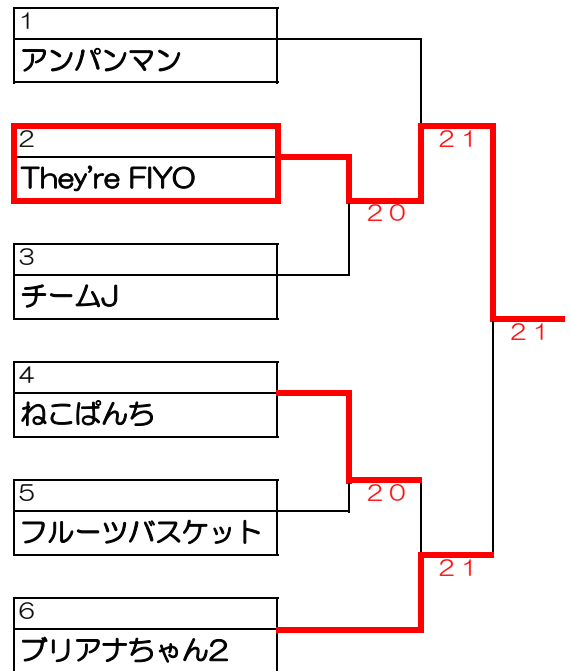 1
アンパンマン
2
They're FIYO
3
チームJ
4
ねこぱんち
5
フルーツバスケット
6
ブリアナちゃん2
21
20
21
20
21